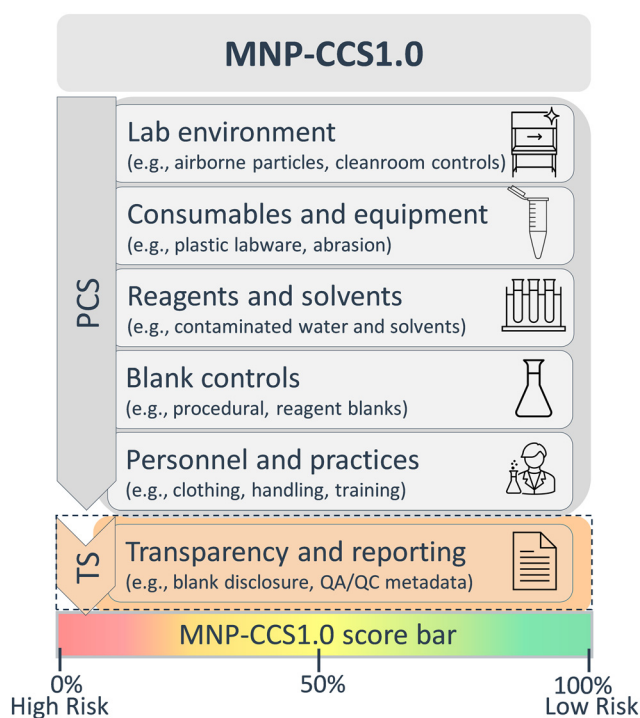 MNP-CCS1.0
PCS
Lab environment
(e.g., airborne particles, cleanroom controls)
Consumables and equipment
(e.g., plastic labware, abrasion)
Reagents and solvents
(e.g., contaminated water and solvents)
Blank controls
(e.g., procedural, reagent blanks)
Personnel and practices
(e.g., clothing, handling, training)
TS
Transparency and reporting
(e.g., blank disclosure, QA/QC metadata)
MNP-CCS1.0 score bar
0% 50% 100%
High Risk Low Risk